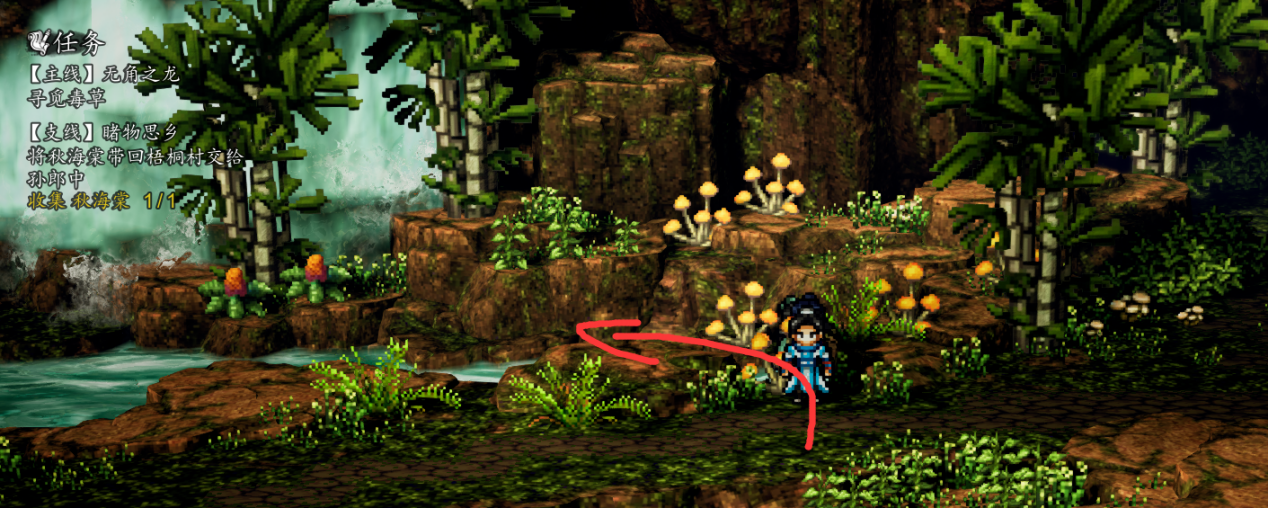 任务
【主线】无角之龙
寻觅毒草
【支线】睹物思乡
将秋海棠带回梧桐村交给
孙郎中
收集 秋海棠 1/1